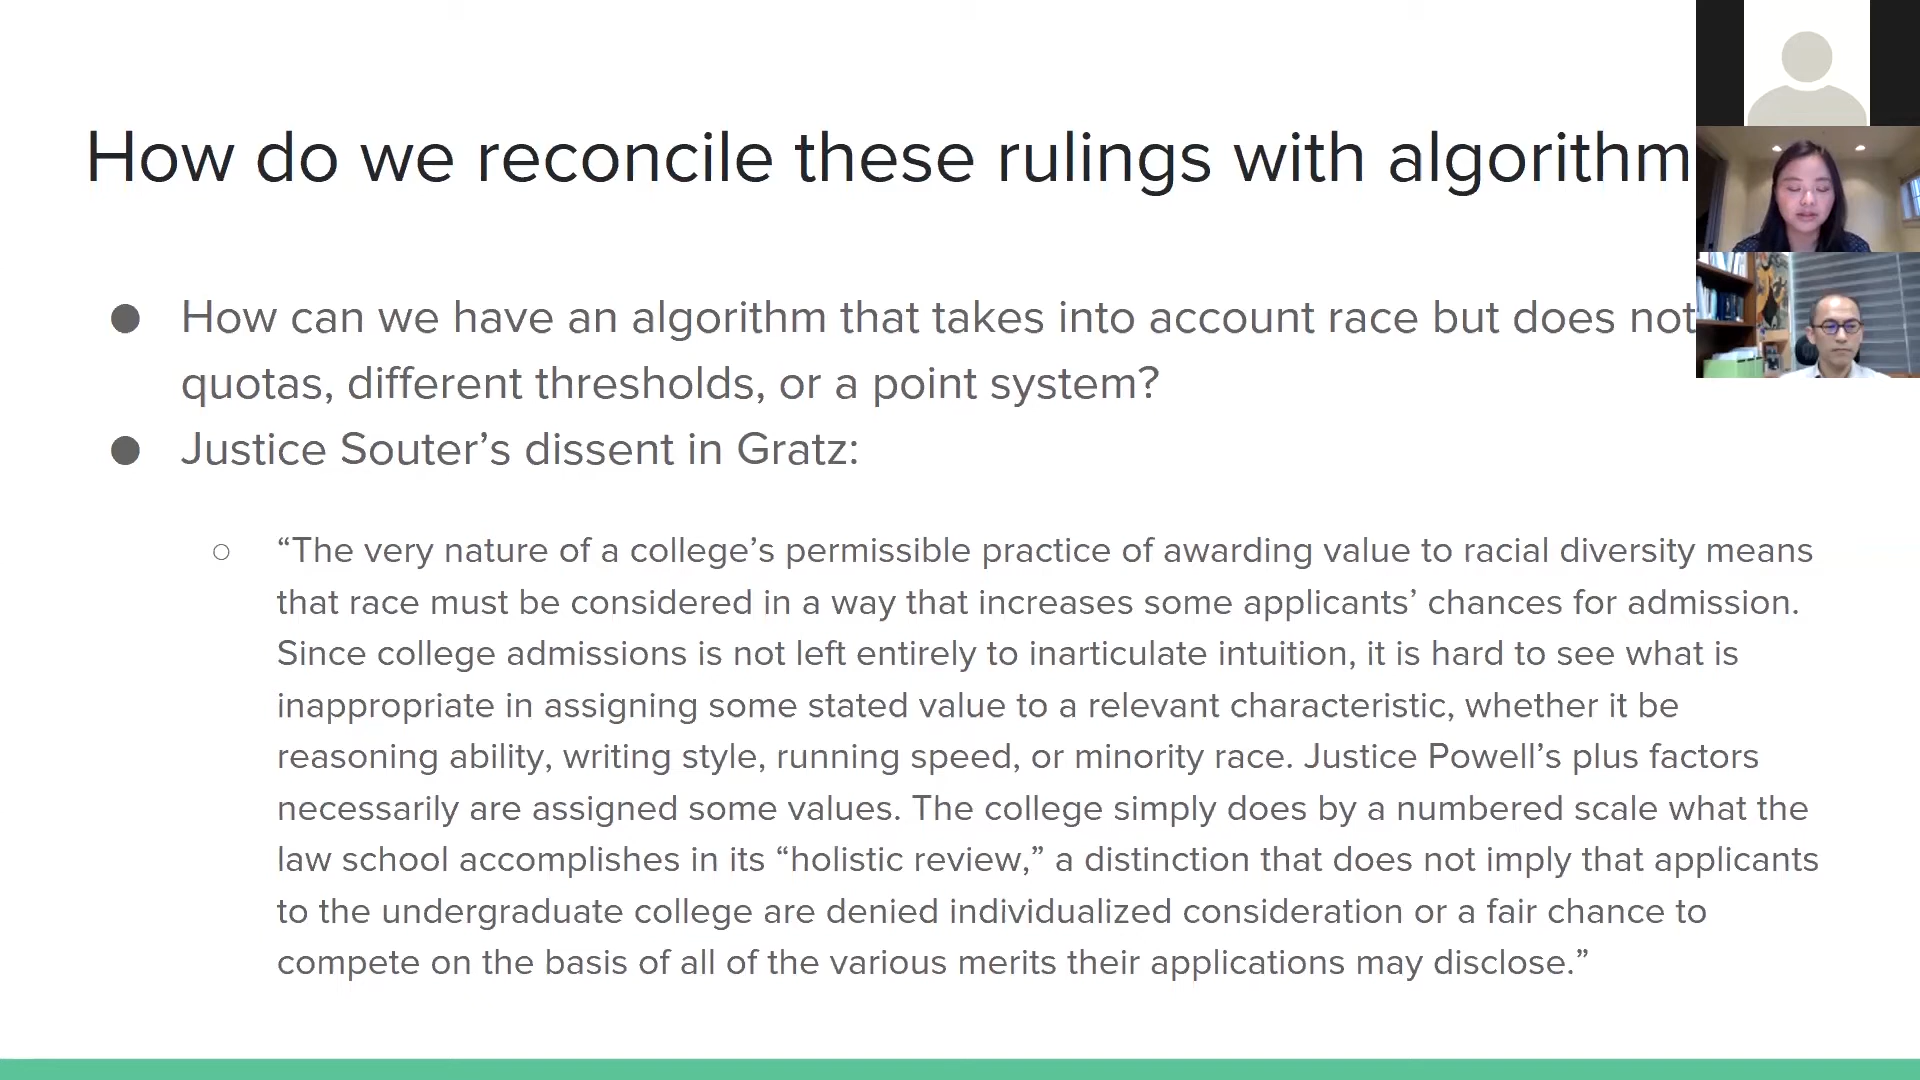 How do we reconcile these rulings with algorithm
● How can we have an algorithm that takes into account race but does not
quotas, different thresholds, or a point system?
● Justice Souter’s dissent in Gratz:
○ “The very nature of a college’s permissible practice of awarding value to racial diversity means
that race must be considered in a way that increases some applicants’ chances for admission.
Since college admissions is not left entirely to inarticulate intuition, it is hard to see what is
inappropriate in assigning some stated value to a relevant characteristic, whether it be
reasoning ability, writing style, running speed, or minority race. Justice Powell’s plus factors
necessarily are assigned some values. The college simply does by a numbered scale what the
law school accomplishes in its “holistic review,” a distinction that does not imply that applicants
to the undergraduate college are denied individualized consideration or a fair chance to
compete on the basis of all of the various merits their applications may disclose.”